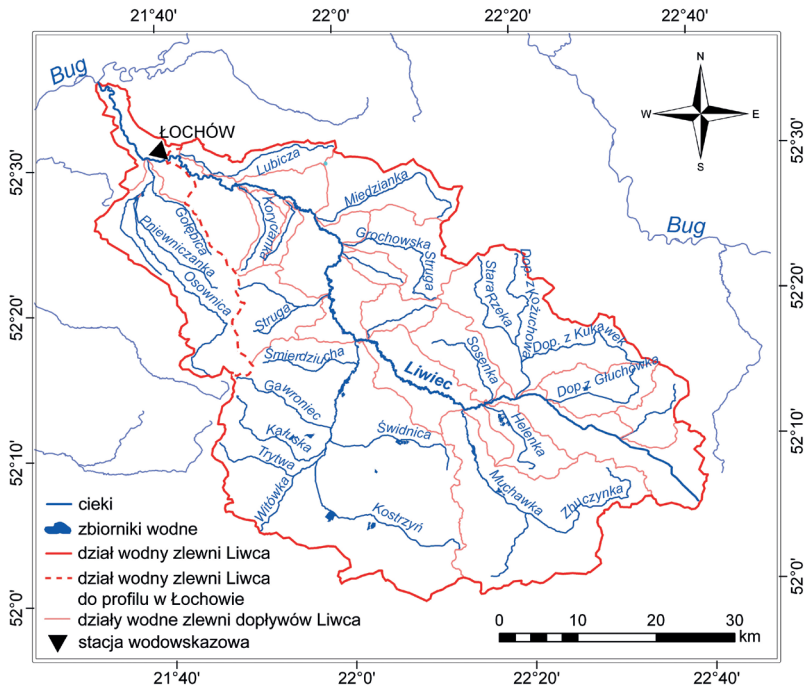 21°40' 22°0' 22°20' 22°40'
Bug
N
W E
S
ŁOCHÓW
52°30'
52°30'
Lubicza
Miedzianka
Korycanka
Gołębica
Pniewniczanka
Osownica
Grochowska
Struga
Bug
Stara Rzeka
Dop. z Kożuchowa
52°20'
52°20'
Struga
Dop. z Kukawek
Sosenka
Śmierdziucha
Liwiec
Dop. z Głuchówka
Gawroniec
Świdnica
Helenka
Kałuska
52°10'
52°10'
Trytwa
Witówka
Kostrzyń
Muchawka
Zbuczynka
cieki
zbiorniki wodne
dział wodny zlewni Liwca
dział wodny zlewni Liwca
do profilu w Łochowie
działy wodne zlewni dopływów Liwca
stacja wodowskazowa
52°0'
52°0'
0 10 20 30
km
21°40' 22°0' 22°20' 22°40'